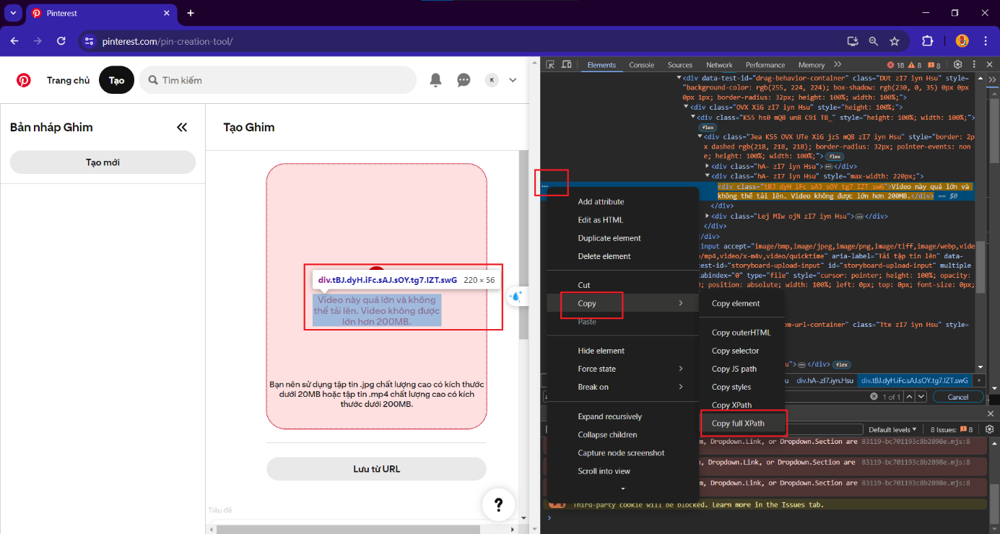 Pinterest
pinterest.com/pin-creation-tool/
Trang chủ
Tạo
Tìm kiếm
K
Bản nháp Ghim
Tạo mới
Tạo Ghim
div.tBJ.dyH.iFc.sAJ.sOY.tg7.IZT.swG 220 × 56
Video này quá lớn và không
thể tải lên. Video không được
lớn hơn 200MB.
Bạn nên sử dụng tập tin .jpg chất lượng cao có kích thước
dưới 20MB hoặc tập tin .mp4 chất lượng cao có kích
thước dưới 200MB.
Lưu từ URL
?
Tiêu đề
Elements Console Sources Network Performance Memory 18 8 8
<div data-test-id="drag-behavior-container" class="DUt zI7 iyn Hsu" style=
"background-color: rgb(255, 224, 224); box-shadow: rgb(230, 0, 35) 0px 0px
0px 1px; border-radius: 32px; height: 100%; width: 100%;">
<div class="OVX XiG zI7 iyn Hsu" style="height: 100%;">
<div class="KS5 hs0 mQ8 un8 C9i TB_" style="height: 100%; width: 100%;">
flex
<div class="Jea KS5 OVX UTe XiG jzS mQ8 zI7 iyn Hsu" style="border: 2p
x dashed rgb(218, 218, 218); border-radius: 32px; pointer-events: non
e; height: 100%; width: 100%;"> flex
<div class="hA- zI7 iyn Hsu">…</div>
<div class="hA- zI7 iyn Hsu" style="max-width: 220px;">
<div class="tBJ dyH iFc sAJ sOY tg7 IZT swG">Video này quá lớn và
không thể tải lên. Video không được lớn hơn 200MB.</div> == $0
</div>
<div class="Lej MIw ojN zI7 iyn Hsu">…</div>
</div>
</div>
input accept="image/bmp,image/jpeg,image/png,image/tiff,image/webp,vide
/mp4,video/x-m4v,video/quicktime" aria-label="Tải tập tin lên" data-
est-id="storyboard-upload-input" id="storyboard-upload-input" multiple
abindex="0" type="file" style="cursor: pointer; height: 100%; opacity:
; position: absolute; width: 100%; left: 0px; top: 0px; font-size: 0px;
m-url-container" class="Tte zI7 iyn Hsu" style=
">…</div> flex
u div.hA-.zI7.iyn.Hsu div.tBJ.dyH.iFc.sAJ.sOY.tg7.IZT.swG
1 of 1 Cancel
Default levels 8 Issues: 8
m, Dropdown.Link, or Dropdown.Section are 83119-bc701193c8b2898e.mjs:8
m, Dropdown.Link, or Dropdown.Section are 83119-bc701193c8b2898e.mjs:8
m, Dropdown.Link, or Dropdown.Section are 83119-bc701193c8b2898e.mjs:8
Third-party cookie will be blocked. Learn more in the Issues tab.
Add attribute
Edit as HTML
Duplicate element
Delete element
Cut
Copy
Paste
Hide element
Force state
Break on
Expand recursively
Collapse children
Capture node screenshot
Scroll into view
Copy element
Copy outerHTML
Copy selector
Copy JS path
Copy styles
Copy XPath
Copy full XPath